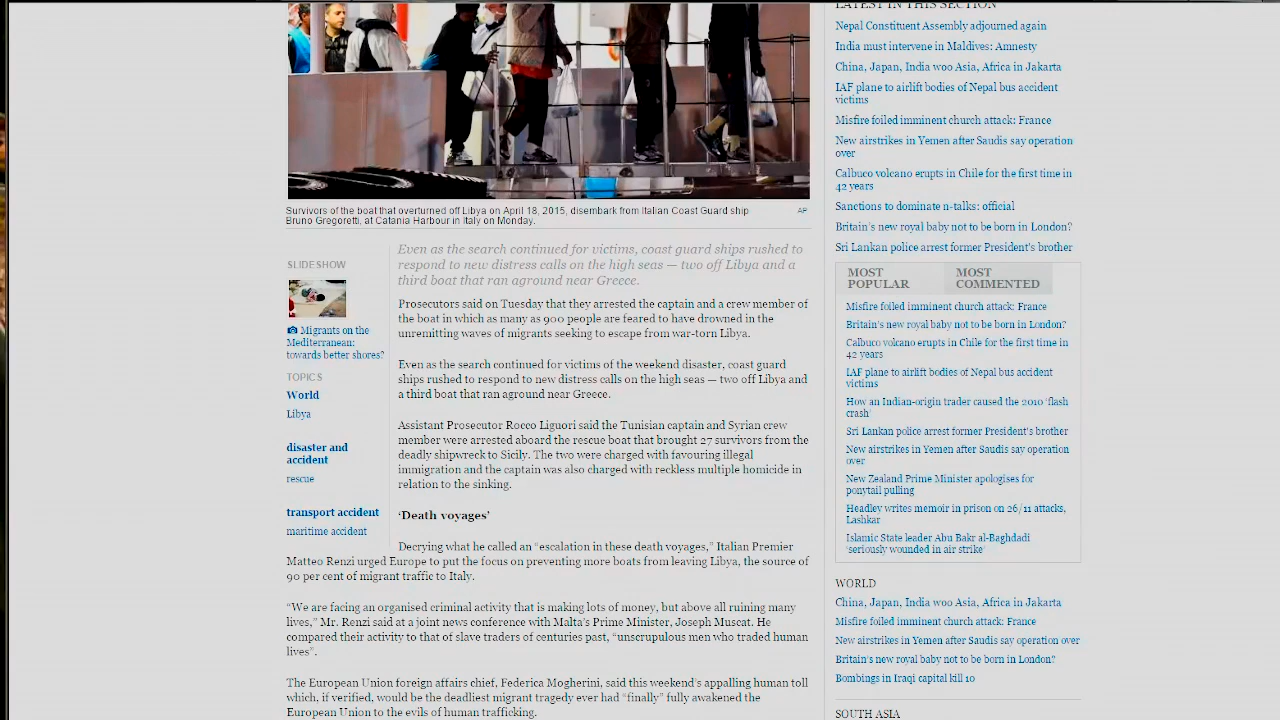 Survivors of the boat that overturned off Libya on April 18, 2015, disembark from Italian Coast Guard ship
Bruno Gregoretti, at Catania Harbour in Italy on Monday.
AP
SLIDESHOW
Migrants on the
Mediterranean:
towards better shores?
TOPICS
World
Libya
disaster and
accident
rescue
transport accident
maritime accident
Even as the search continued for victims, coast guard ships rushed to
respond to new distress calls on the high seas — two off Libya and a
third boat that ran aground near Greece.
Prosecutors said on Tuesday that they arrested the captain and a crew member of
the boat in which as many as 900 people are feared to have drowned in the
unremitting waves of migrants seeking to escape from war-torn Libya.
Even as the search continued for victims of the weekend disaster, coast guard
ships rushed to respond to new distress calls on the high seas — two off Libya and
a third boat that ran aground near Greece.
Assistant Prosecutor Rocco Liguori said the Tunisian captain and Syrian crew
member were arrested aboard the rescue boat that brought 27 survivors from the
deadly shipwreck to Sicily. The two were charged with favouring illegal
immigration and the captain was also charged with reckless multiple homicide in
relation to the sinking.
‘Death voyages’
Decrying what he called an “escalation in these death voyages,” Italian Premier
Matteo Renzi urged Europe to put the focus on preventing more boats from leaving Libya, the source of
90 per cent of migrant traffic to Italy.
“We are facing an organised criminal activity that is making lots of money, but above all ruining many
lives,” Mr. Renzi said at a joint news conference with Malta’s Prime Minister, Joseph Muscat. He
compared their activity to that of slave traders of centuries past, “unscrupulous men who traded human
lives”.
The European Union foreign affairs chief, Federica Mogherini, said this weekend’s appalling human toll
which, if verified, would be the deadliest migrant tragedy ever had “finally” fully awakened the
European Union to the evils of human trafficking.
LATEST IN THIS SECTION
Nepal Constituent Assembly adjourned again
India must intervene in Maldives: Amnesty
China, Japan, India woo Asia, Africa in Jakarta
IAF plane to airlift bodies of Nepal bus accident
victims
Misfire foiled imminent church attack: France
New airstrikes in Yemen after Saudis say operation
over
Calbuco volcano erupts in Chile for the first time in
42 years
Sanctions to dominate n-talks: official
Britain’s new royal baby not to be born in London?
Sri Lankan police arrest former President’s brother
MOST
POPULAR
MOST
COMMENTED
Misfire foiled imminent church attack: France
Britain’s new royal baby not to be born in London?
Calbuco volcano erupts in Chile for the first time in
42 years
IAF plane to airlift bodies of Nepal bus accident
victims
How an Indian-origin trader caused the 2010 ‘flash
crash’
Sri Lankan police arrest former President’s brother
New airstrikes in Yemen after Saudis say operation
over
New Zealand Prime Minister apologises for
ponytail pulling
Headley writes memoir in prison on 26/11 attacks,
Lashkar
Islamic State leader Abu Bakr al-Baghdadi
‘seriously wounded in air strike’
WORLD
China, Japan, India woo Asia, Africa in Jakarta
Misfire foiled imminent church attack: France
New airstrikes in Yemen after Saudis say operation over
Britain’s new royal baby not to be born in London?
Bombings in Iraqi capital kill 10
SOUTH ASIA